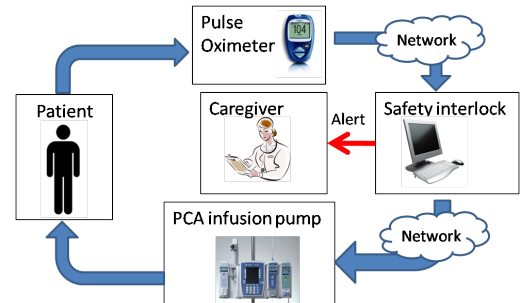 Pulse
Oximeter
104
Network
Patient
Caregiver
Alert
Safety interlock
PCA infusion pump
Network